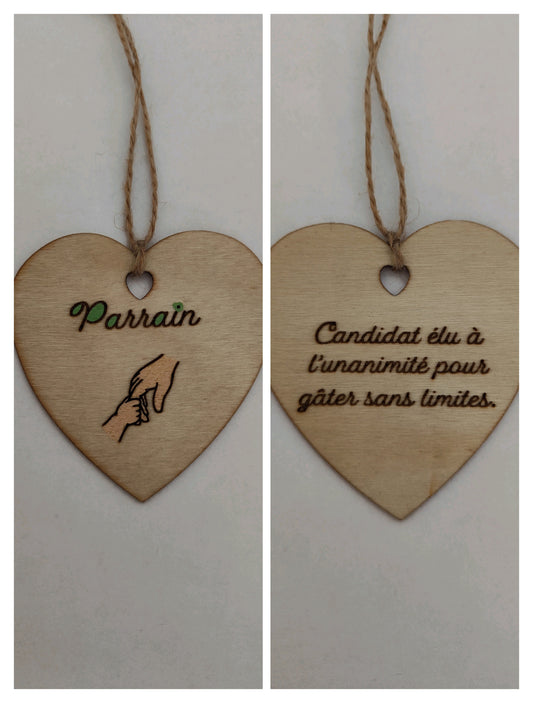 Parrain
Candidat élu à
l'unanimité pour
gâter sans limites.